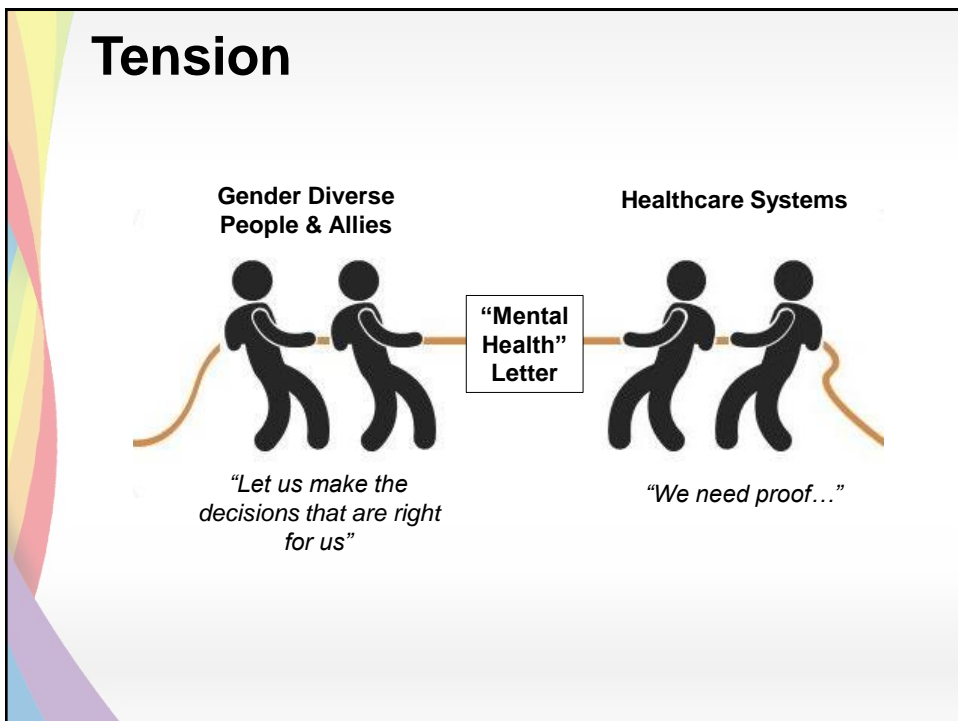 Tension
Gender Diverse
People & Allies
Healthcare Systems
“Mental
Health”
Letter
“Let us make the
decisions that are right
for us”
“We need proof…”